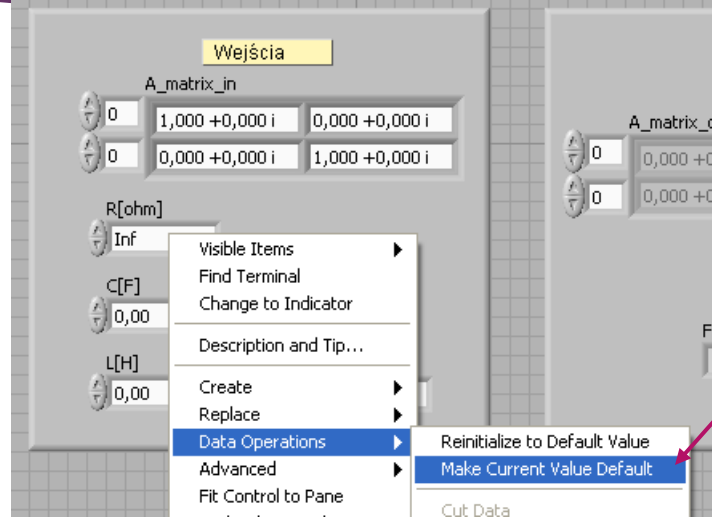 Wejścia
A_matrix_in
0
1,000 +0,000 i
0,000 +0,000 i
0
0,000 +0,000 i
1,000 +0,000 i
R[ohm]
Inf
C[F]
0,00
L[H]
0,00
Visible Items
Find Terminal
Change to Indicator
Description and Tip...
Create
Replace
Data Operations
Advanced
Fit Control to Pane
Reinitialize to Default Value
Make Current Value Default
Cut Data
A_matrix_
0
0,000 +
0
0,000 +
F